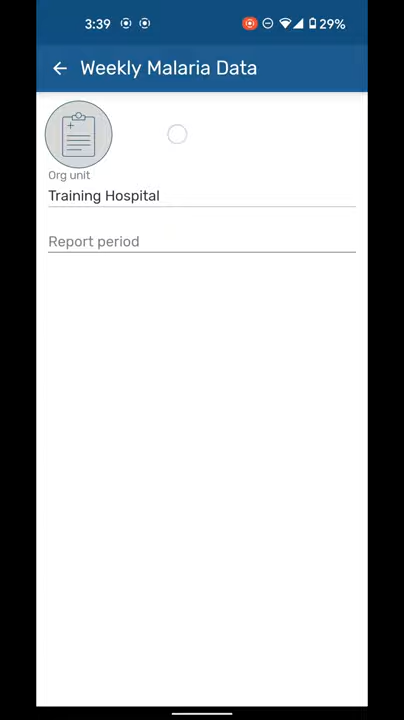 3:39
29%
Weekly Malaria Data
Org unit
Training Hospital
Report period